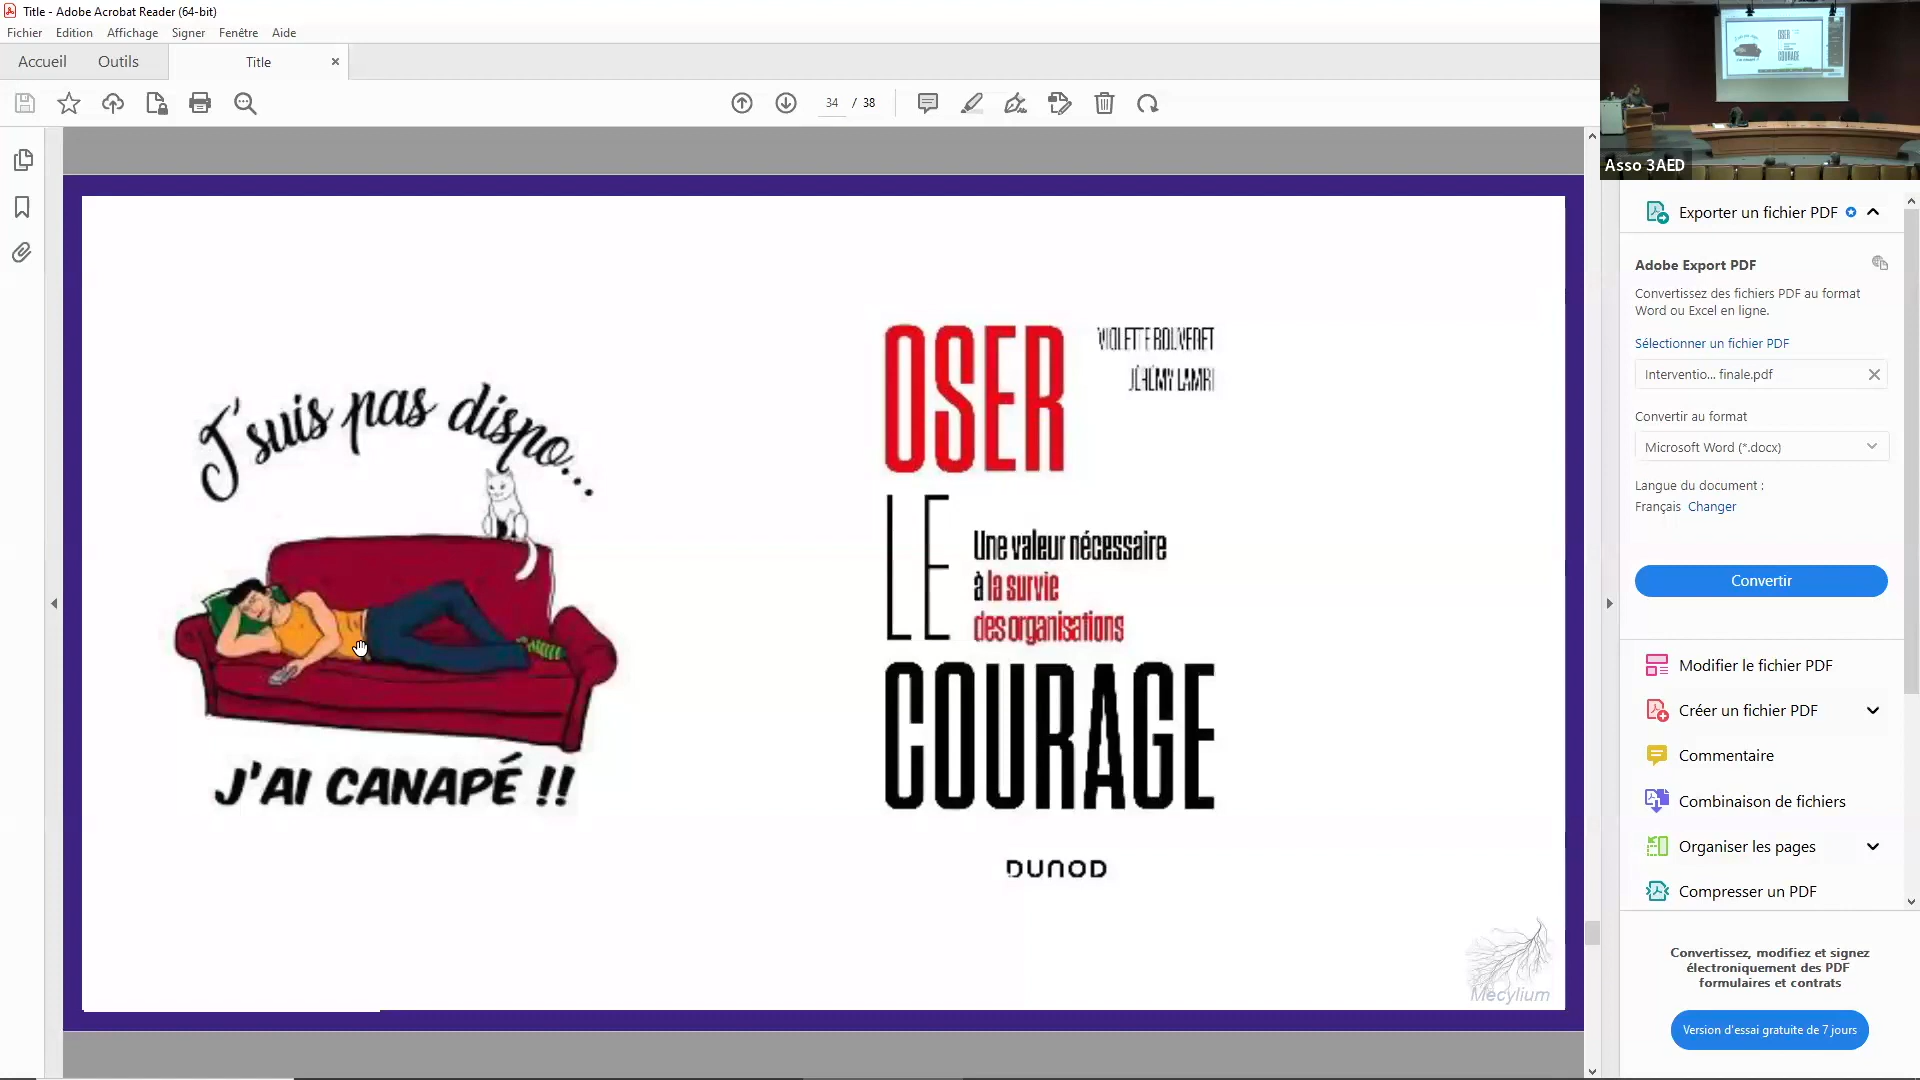 Title - Adobe Acrobat Reader (64-bit)
Fichier Edition Affichage Signer Fenêtre Aide
Accueil Outils Title
34 / 38
Asso 3AED
J'suis pas dispo...
J'AI CANAPÉ !!
OSER
VIOLETTE BOUVERET
JÉRÉMY LAMRI
LE
Une valeur nécessaire
à la survie
des organisations
COURAGE
DUNOD
Mecylium
Exporter un fichier PDF
Adobe Export PDF
Convertissez des fichiers PDF au format
Word ou Excel en ligne.
Sélectionner un fichier PDF
Interventio... finale.pdf
Convertir au format
Microsoft Word (*.docx)
Langue du document :
Français Changer
Convertir
Modifier le fichier PDF
Créer un fichier PDF
Commentaire
Combinaison de fichiers
Organiser les pages
Compresser un PDF
Convertissez, modifiez et signez
électroniquement des PDF
formulaires et contrats
Version d'essai gratuite de 7 jours